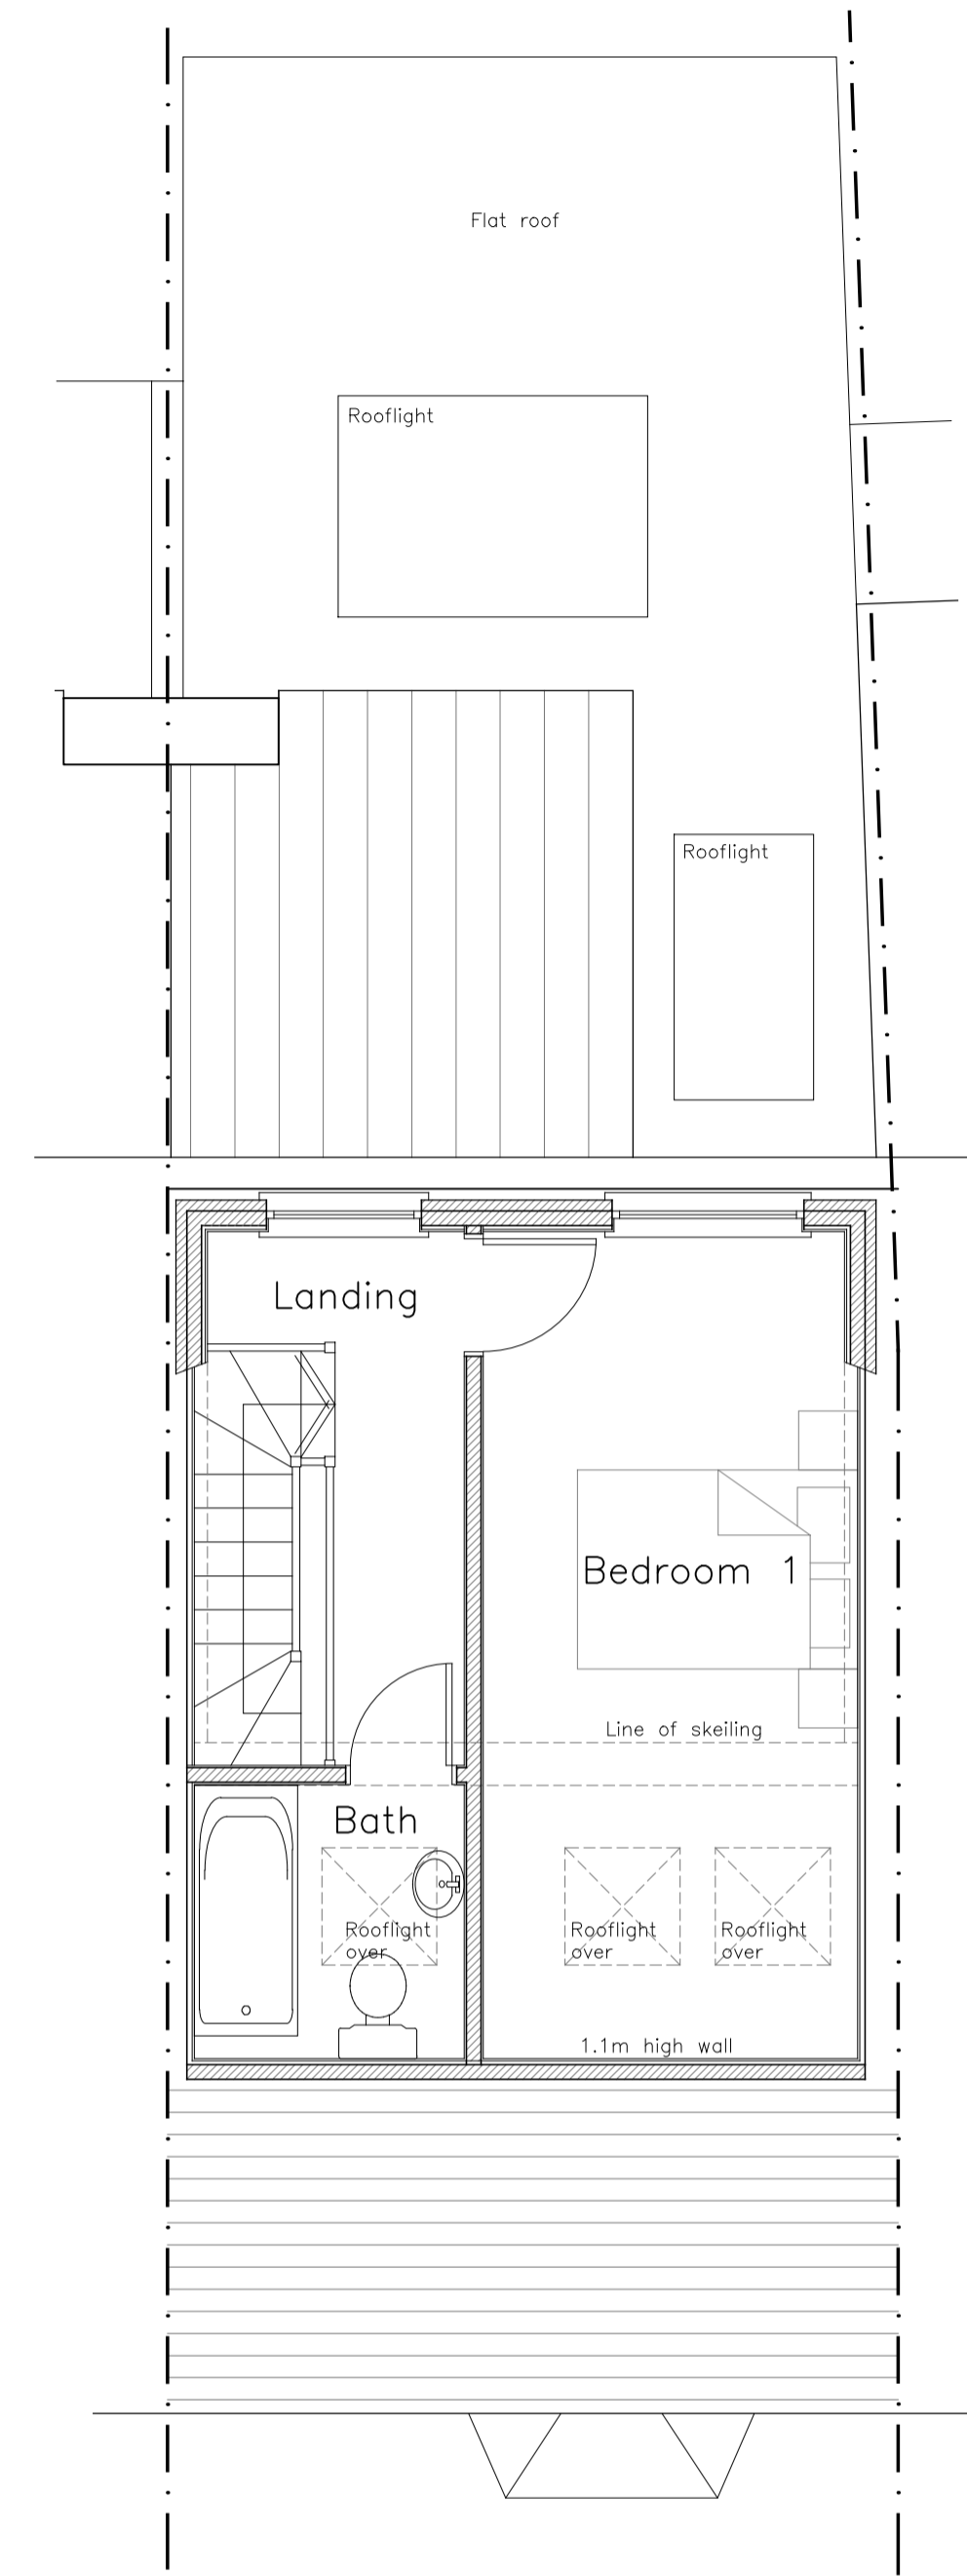 Flat roof
Rooflight
Rooflight
Landing
Bedroom 1
Line of skeiling
Bath
Rooflight
over
Rooflight
over
Rooflight
over
1.1m high wall